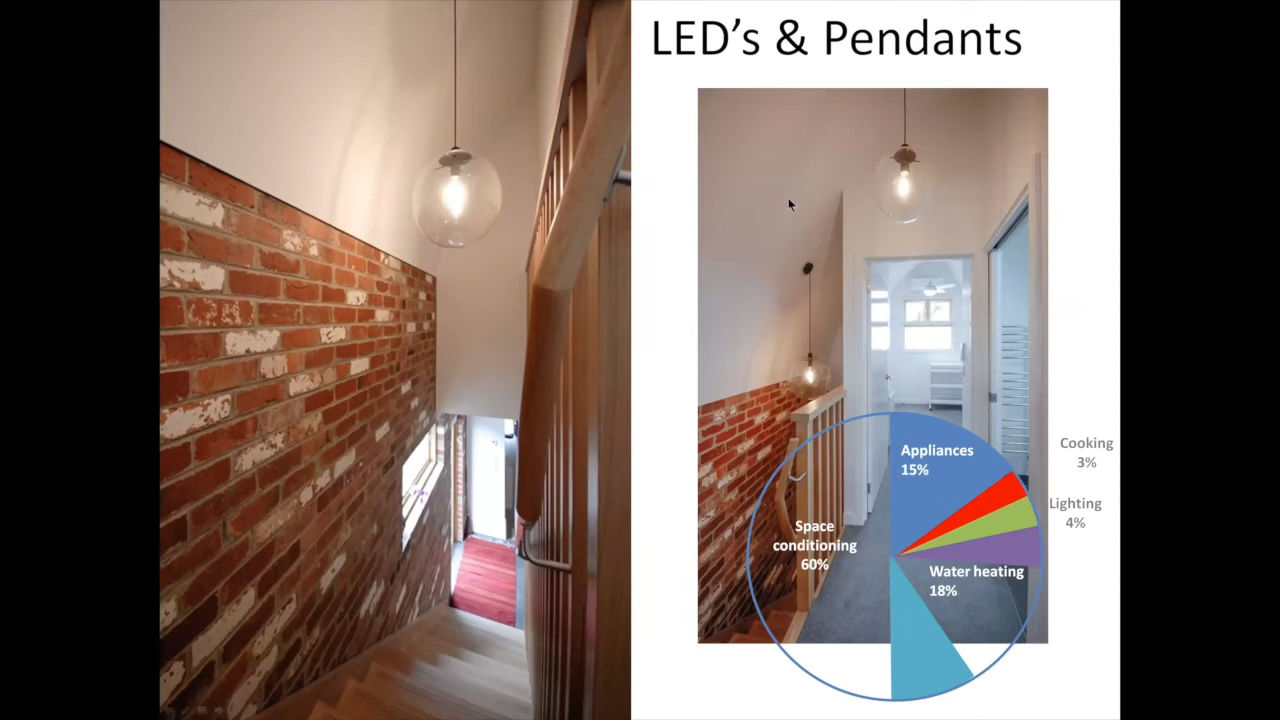 LED’s & Pendants
Appliances
15%
Cooking
3%
Lighting
4%
Space
conditioning
60%
Water heating
18%